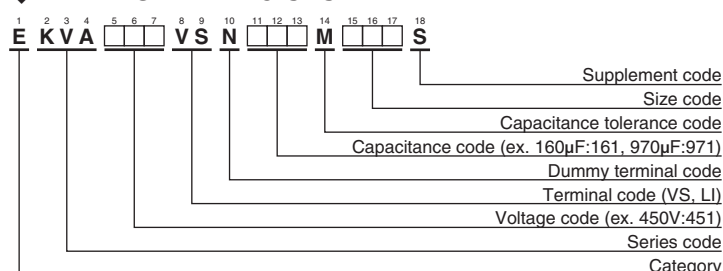 1 2 3 4 5 6 7 8 9 10 11 12 13 14 15 16 17 18
E KVA □□□ VS N □□□ M □□□ S
Supplement code
Size code
Capacitance tolerance code
Capacitance code (ex. 160µF:161, 970µF:971)
Dummy terminal code
Terminal code (VS, LI)
Voltage code (ex. 450V:451)
Series code
Category